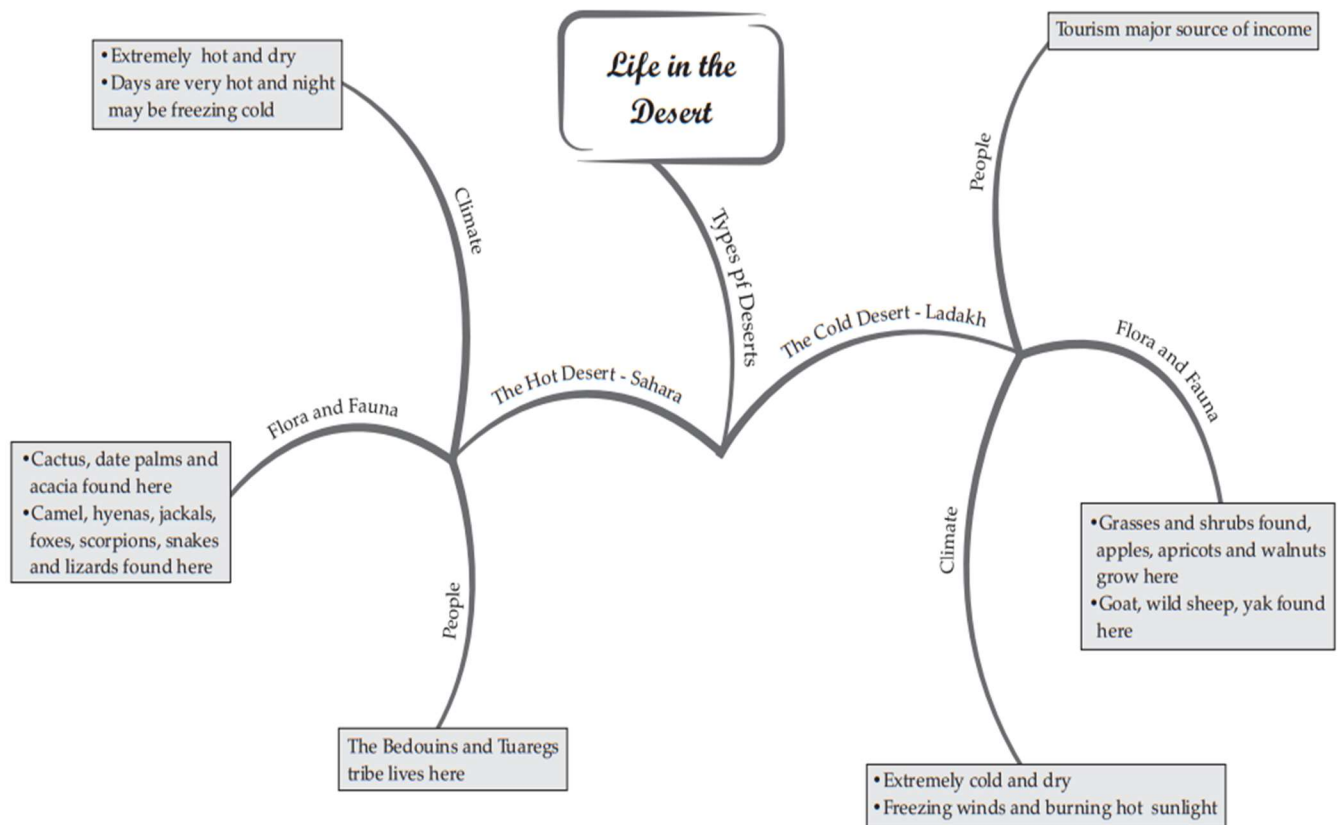 Life in the
Desert
Types pf Deserts
The Hot Desert - Sahara
Climate
•Extremely hot and dry
•Days are very hot and night
may be freezing cold
Flora and Fauna
•Cactus, date palms and
acacia found here
•Camel, hyenas, jackals,
foxes, scorpions, snakes
and lizards found here
People
The Bedouins and Tuaregs
tribe lives here
The Cold Desert - Ladakh
People
Tourism major source of income
Flora and Fauna
•Grasses and shrubs found,
apples, apricots and walnuts
grow here
•Goat, wild sheep, yak found
here
Climate
•Extremely cold and dry
•Freezing winds and burning hot sunlight